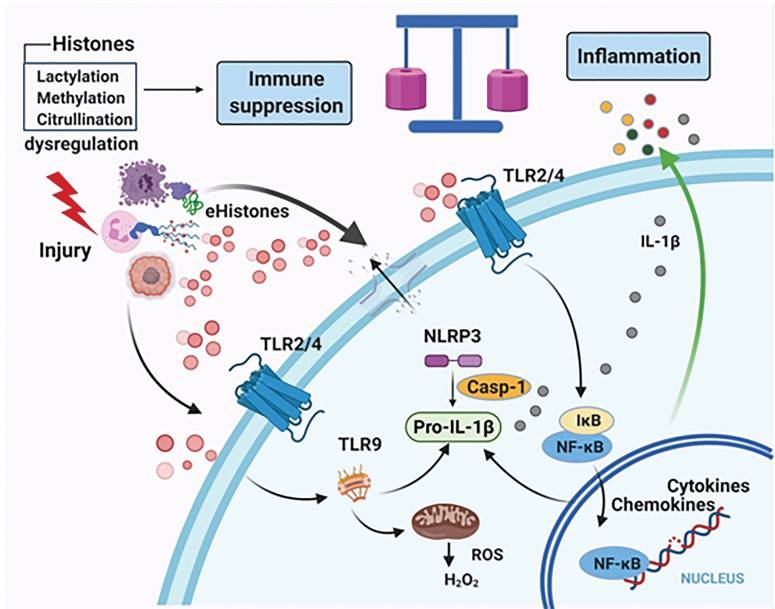 Histones
Lactylation
Methylation
Citrullination
dysregulation
Immune
suppression
Inflammation
TLR2/4
eHistones
Injury
IL-1β
TLR2/4
NLRP3
Casp-1
Pro-IL-1β
IκB
NF-κB
TLR9
Cytokines
Chemokines
ROS
H₂O₂
NF-κB
NUCLEUS